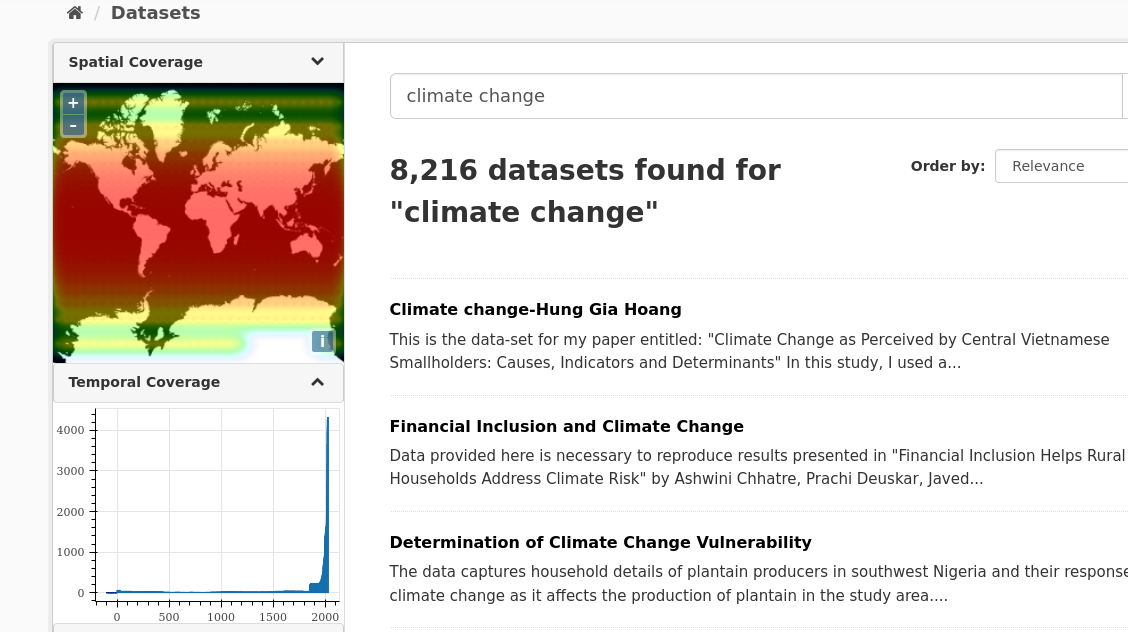 / Datasets
Spatial Coverage
+
–
i
Temporal Coverage
4000
3000
2000
1000
0
0 500 1000 1500 2000
climate change
8,216 datasets found for
"climate change"
Order by: Relevance
Climate change-Hung Gia Hoang
This is the data-set for my paper entitled: "Climate Change as Perceived by Central Vietnamese
Smallholders: Causes, Indicators and Determinants" In this study, I used a...
Financial Inclusion and Climate Change
Data provided here is necessary to reproduce results presented in "Financial Inclusion Helps Rural
Households Address Climate Risk" by Ashwini Chhatre, Prachi Deuskar, Javed...
Determination of Climate Change Vulnerability
The data captures household details of plantain producers in southwest Nigeria and their response
climate change as it affects the production of plantain in the study area....